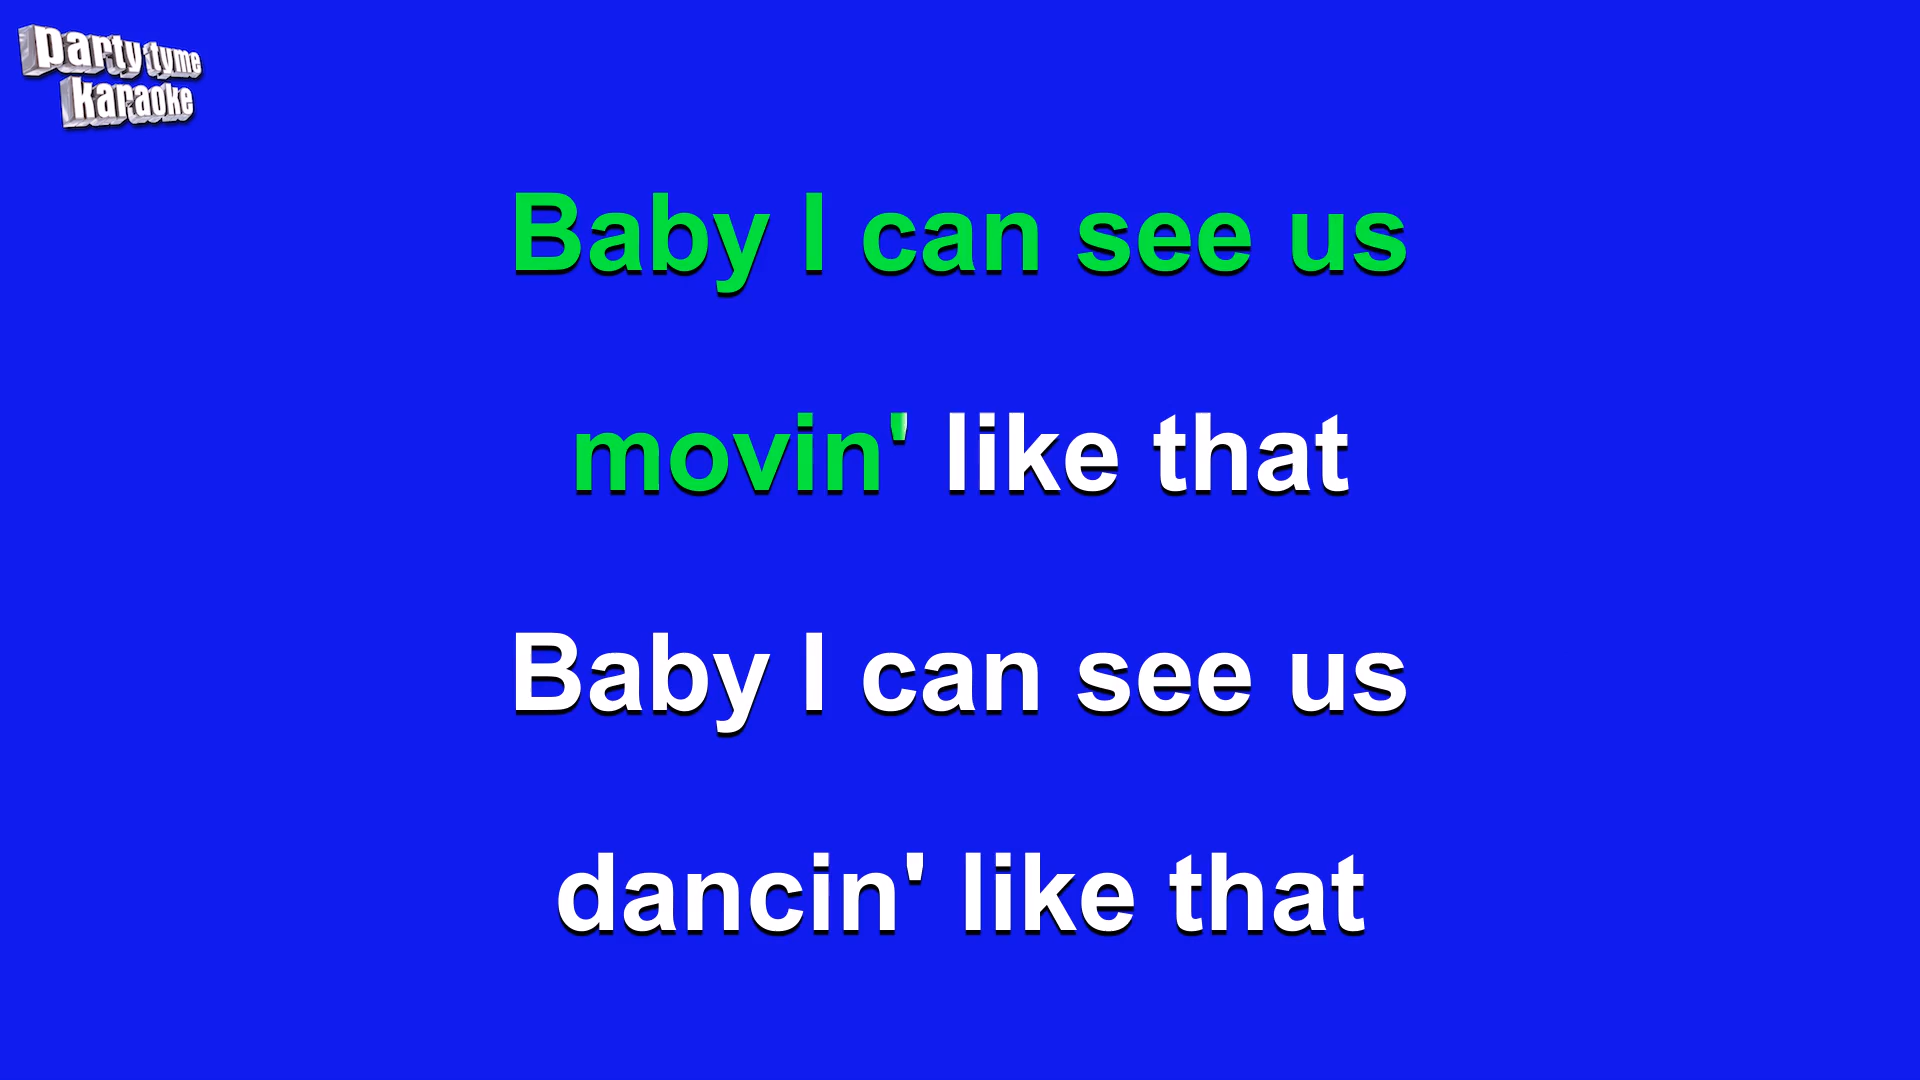 party tyme
karaoke
Baby I can see us
movin' like that
Baby I can see us
dancin' like that